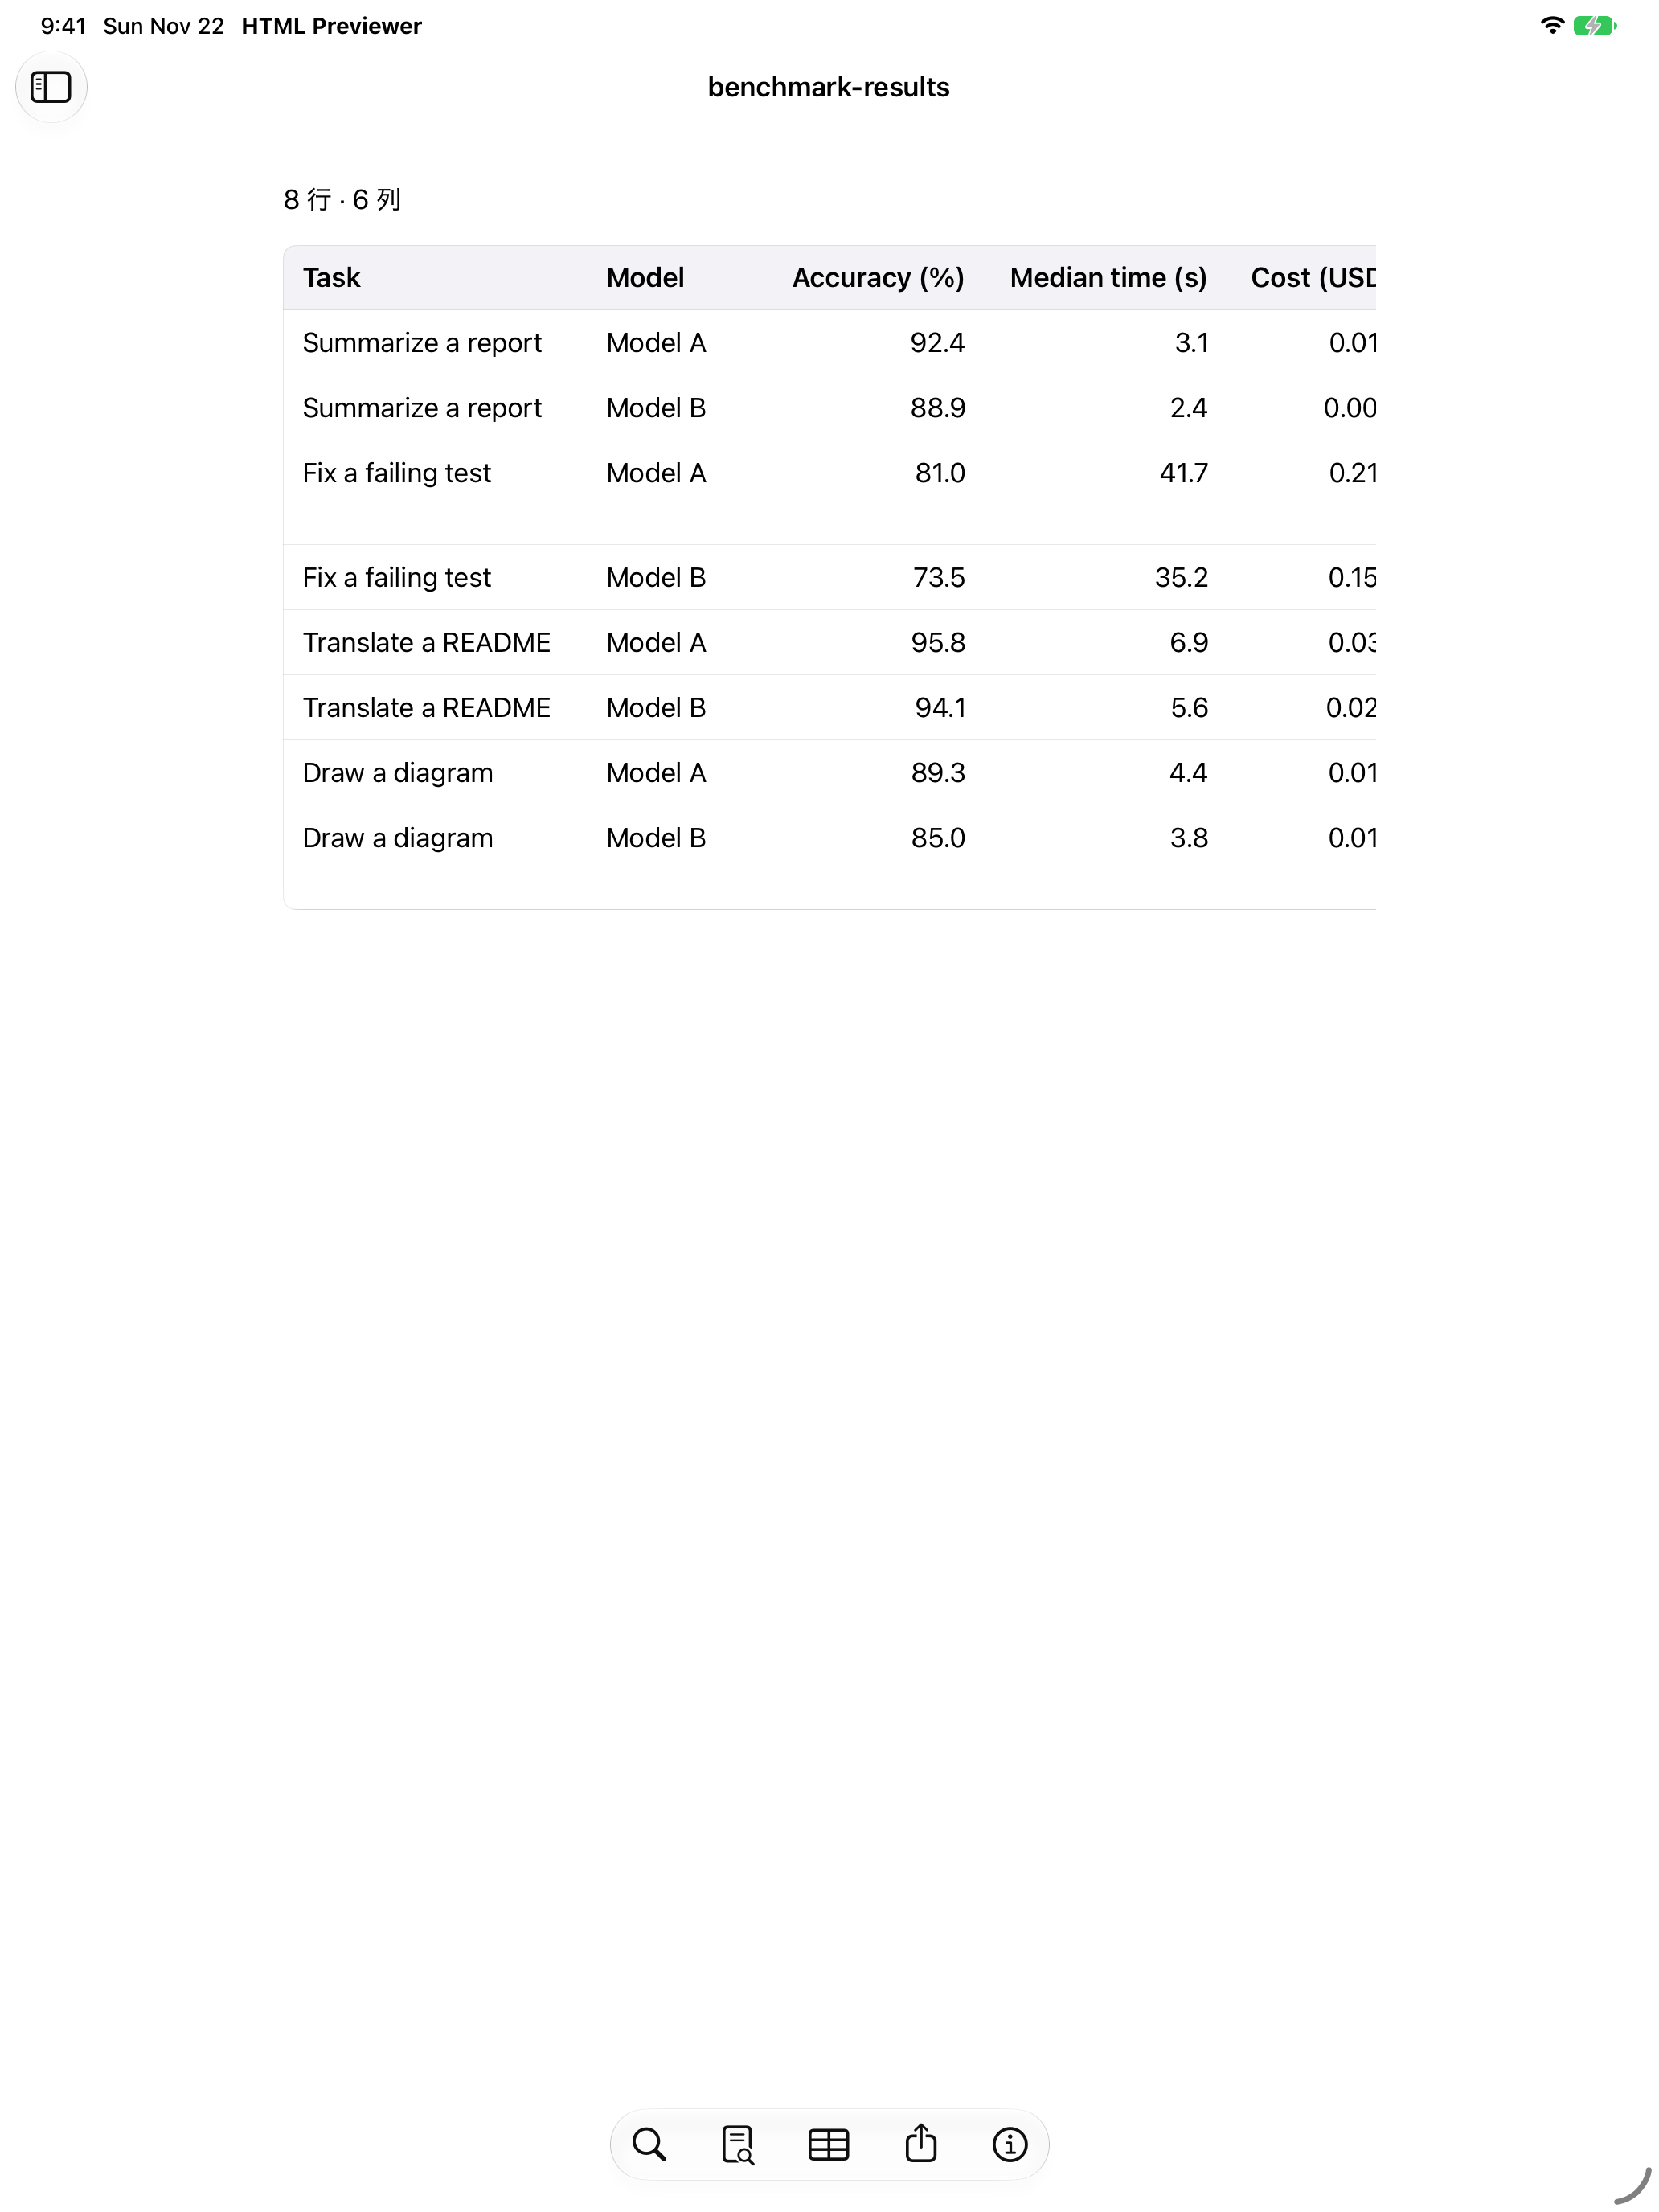 9:41 Sun Nov 22 HTML Previewer
benchmark-results
8 行 · 6 列
Task Model Accuracy (%) Median time (s) Cost (USD
Summarize a report Model A 92.4 3.1 0.01
Summarize a report Model B 88.9 2.4 0.00
Fix a failing test Model A 81.0 41.7 0.21
Fix a failing test Model B 73.5 35.2 0.15
Translate a README Model A 95.8 6.9 0.03
Translate a README Model B 94.1 5.6 0.02
Draw a diagram Model A 89.3 4.4 0.01
Draw a diagram Model B 85.0 3.8 0.01